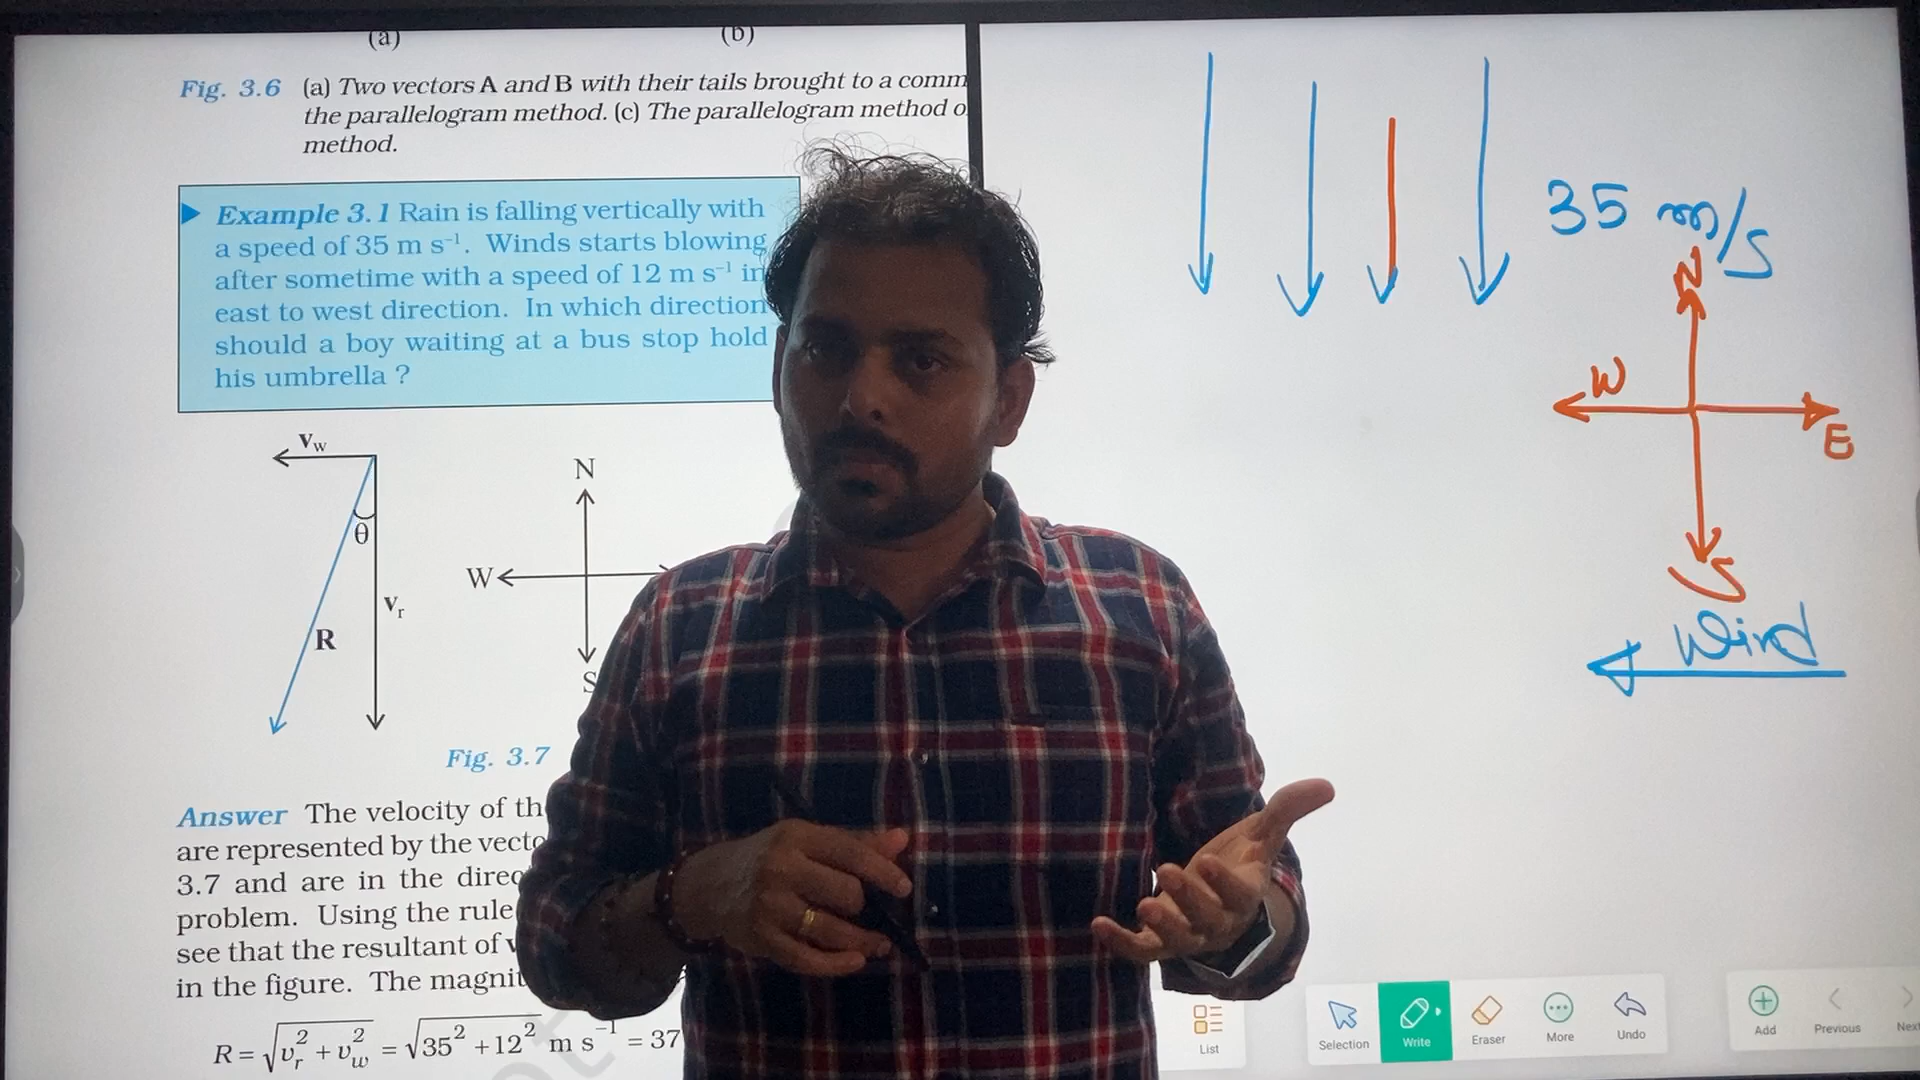 (a)
(b)
Fig. 3.6 (a) Two vectors A and B with their tails brought to a comm
the parallelogram method. (c) The parallelogram method o
method.
Example 3.1 Rain is falling vertically with
a speed of 35 m s⁻¹. Winds starts blowing
after sometime with a speed of 12 m s⁻¹ in
east to west direction. In which direction
should a boy waiting at a bus stop hold
his umbrella ?
v_w
θ
v_r
R
N
W
S
Fig. 3.7
Answer The velocity of th
are represented by the vecto
3.7 and are in the direc
problem. Using the rule
see that the resultant of v
in the figure. The magnit
R = √(v_r² + v_w²) = √(35² + 12²) m s⁻¹ = 37
35 m/s
N
W
E
S
Wind
List
Selection
Write
Eraser
More
Undo
Add
Previous
Next